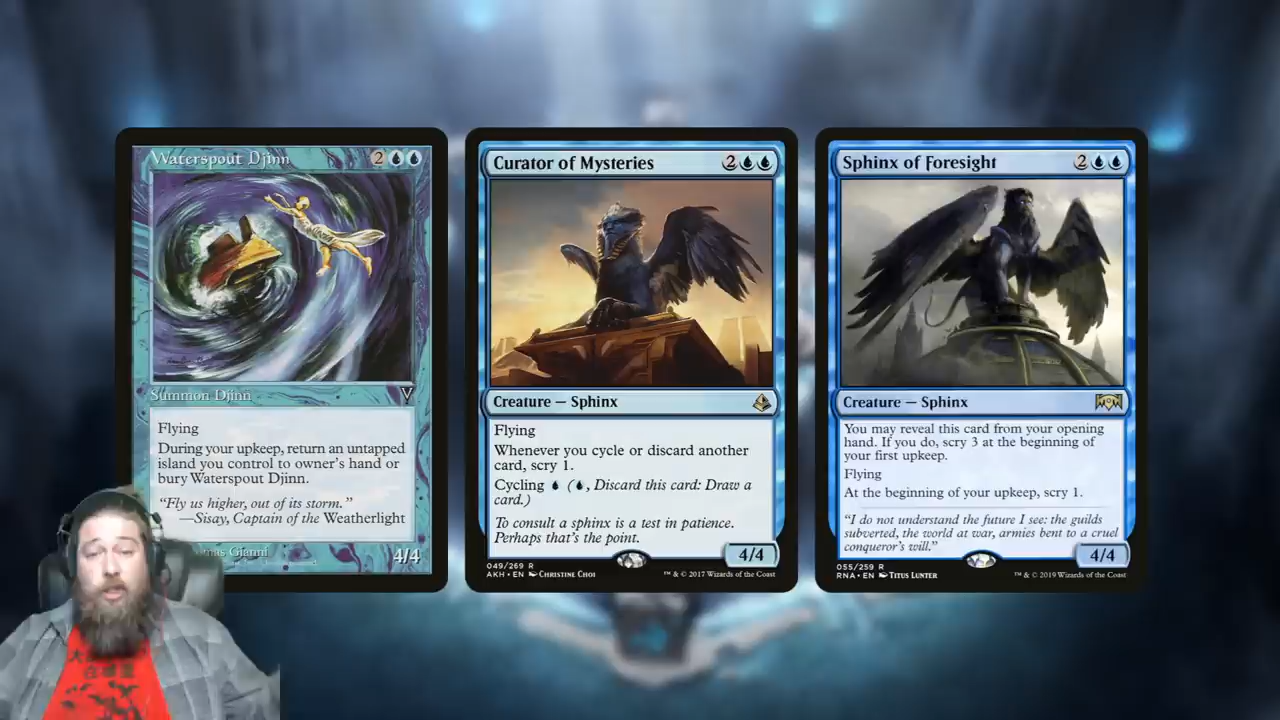 Waterspout Djinn
Summon Djinn
Flying
During your upkeep, return an untapped
island you control to owner's hand or
bury Waterspout Djinn.
"Fly us higher, out of its storm."
—Sisay, Captain of the Weatherlight
Gianni
4/4
Curator of Mysteries
2
Creature — Sphinx
Flying
Whenever you cycle or discard another
card, scry 1.
Cycling ( , Discard this card: Draw a
card.)
To consult a sphinx is a test in patience.
Perhaps that's the point.
4/4
049/269 R
AKH • EN Christine Choi
™ & © 2017 Wizards of the Coast
Sphinx of Foresight
2
Creature — Sphinx
You may reveal this card from your opening
hand. If you do, scry 3 at the beginning of
your first upkeep.
Flying
At the beginning of your upkeep, scry 1.
"I do not understand the future I see: the guilds
subverted, the world at war, armies bent to a cruel
conqueror's will."
4/4
055/259 R
RNA • EN Titus Lunter
™ & © 2019 Wizards of the Coast
2